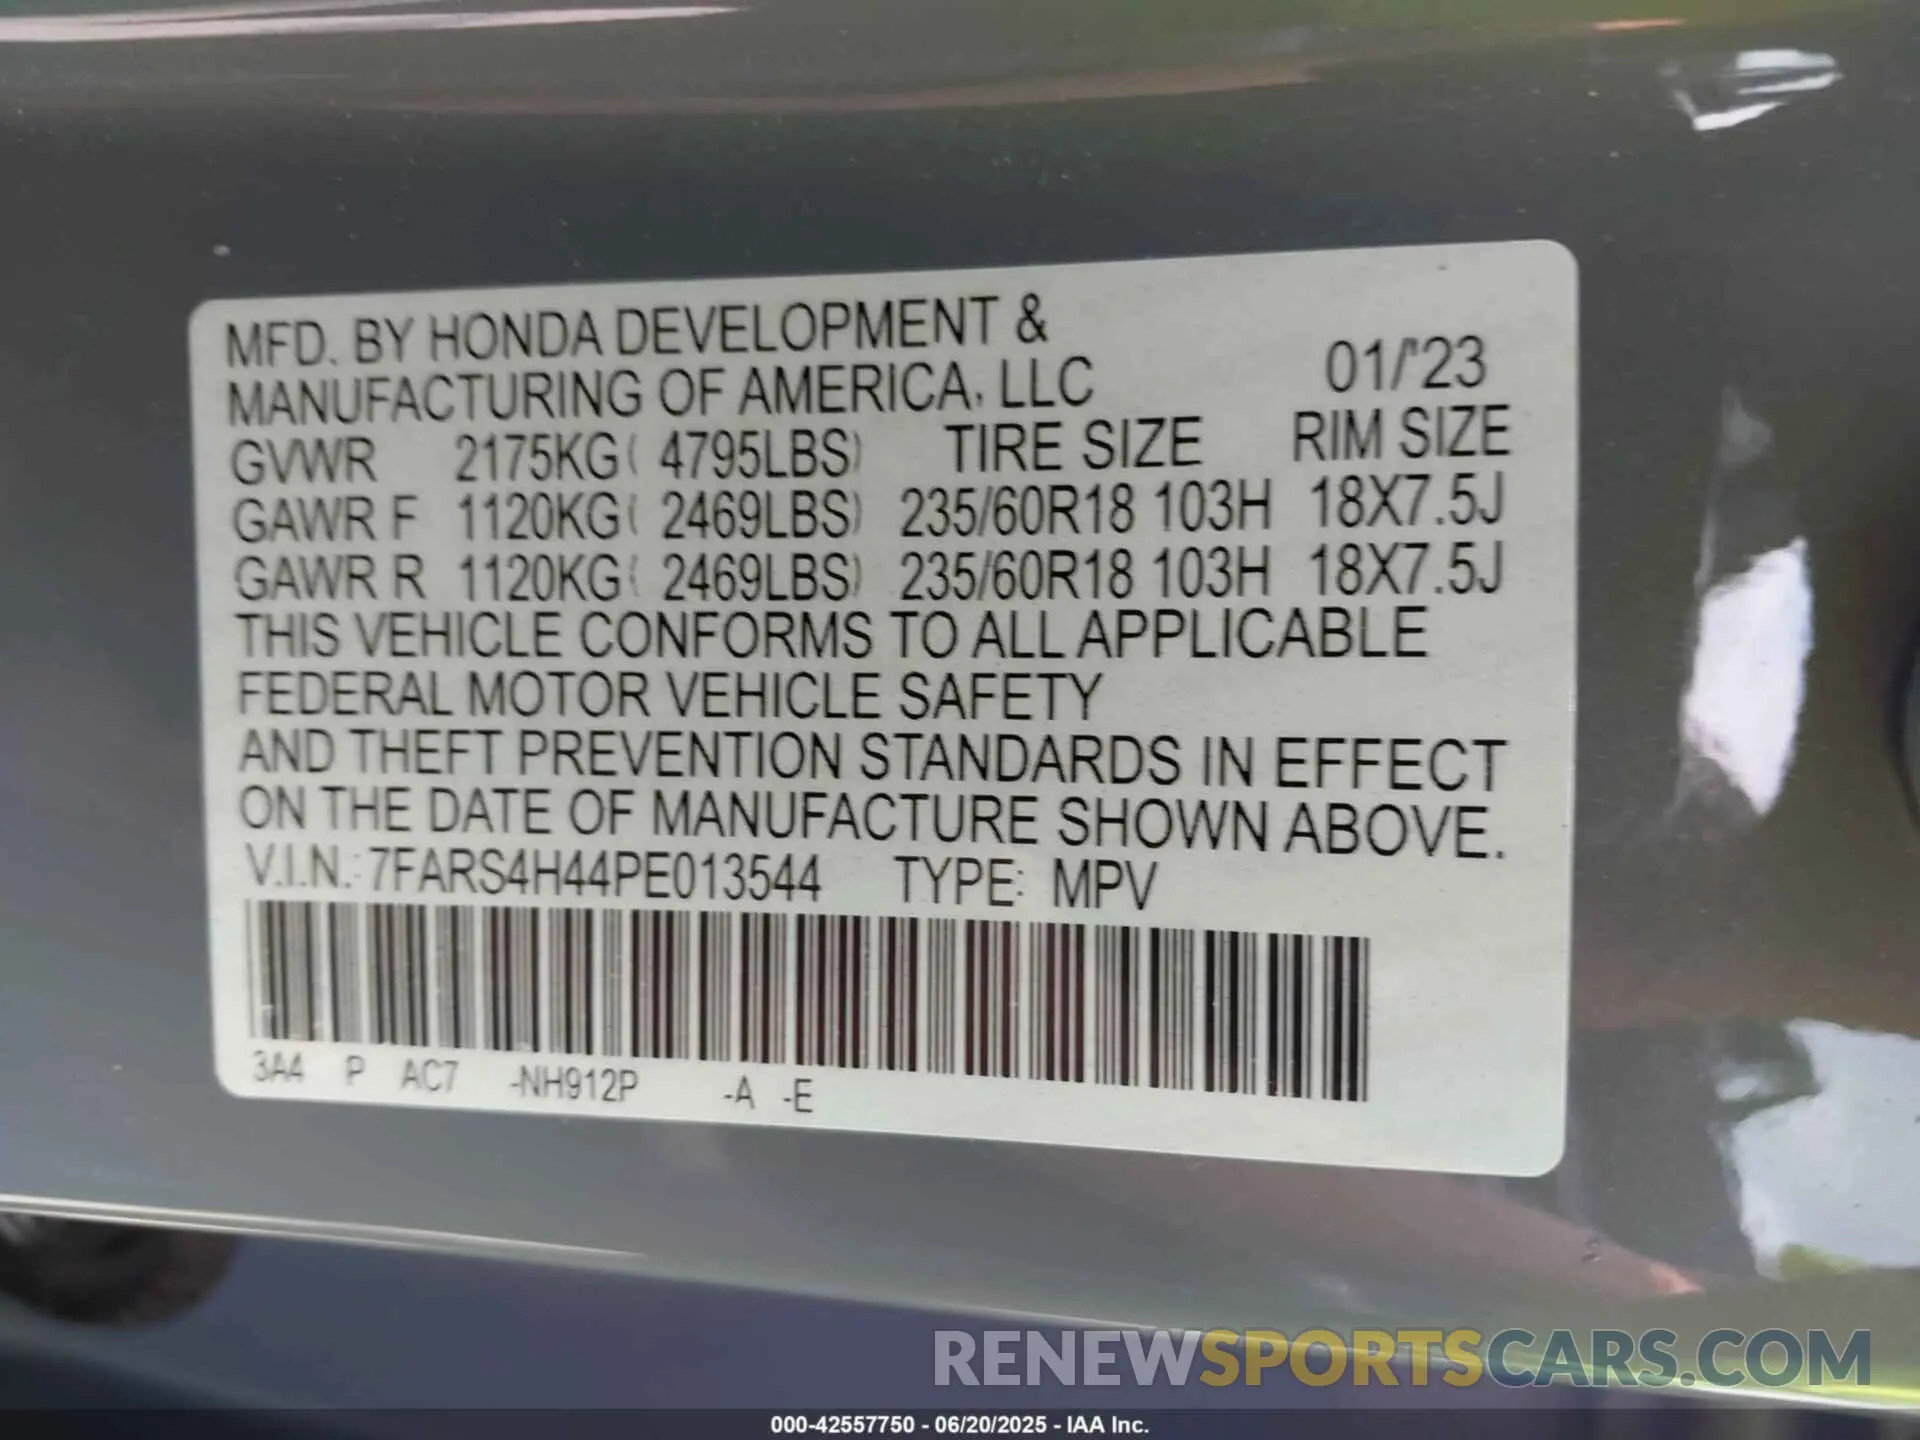 MFD. BY HONDA DEVELOPMENT &
MANUFACTURING OF AMERICA, LLC 01/'23
GVWR 2175KG( 4795LBS) TIRE SIZE RIM SIZE
GAWR F 1120KG( 2469LBS) 235/60R18 103H 18X7.5J
GAWR R 1120KG( 2469LBS) 235/60R18 103H 18X7.5J
THIS VEHICLE CONFORMS TO ALL APPLICABLE
FEDERAL MOTOR VEHICLE SAFETY
AND THEFT PREVENTION STANDARDS IN EFFECT
ON THE DATE OF MANUFACTURE SHOWN ABOVE.
V.I.N.: 7FARS4H44PE013544 TYPE: MPV
3A4 P AC7 -NH912P -A -E
RENEWSPORTSCARS.COM
000-42557750 - 06/20/2025 - IAA Inc.